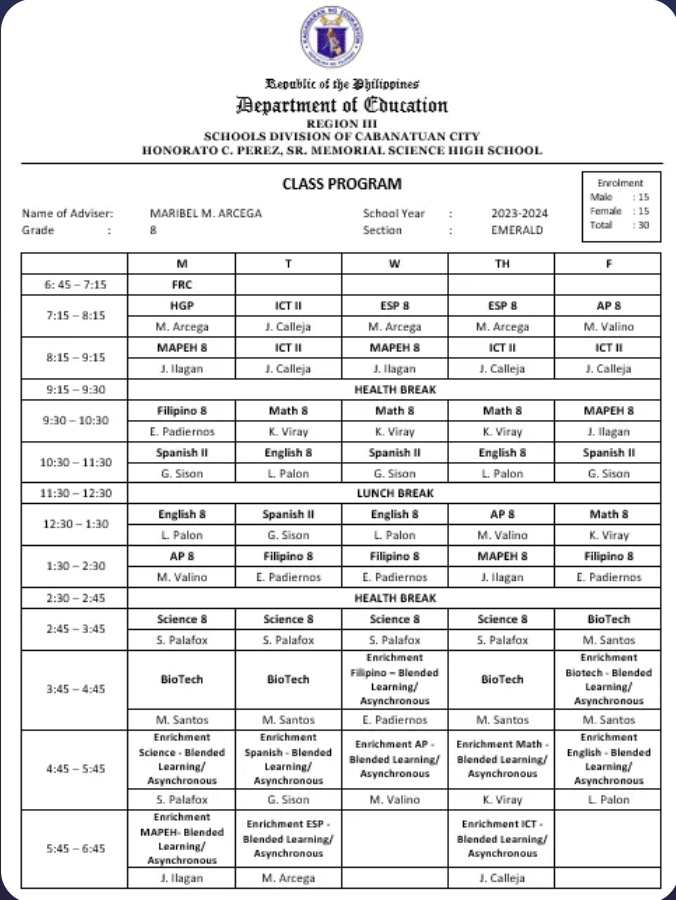 KAGAWARAN NG EDUKASYON
Republic of the Philippines
Department of Education
REGION III
SCHOOLS DIVISION OF CABANATUAN CITY
HONORATO C. PEREZ, SR. MEMORIAL SCIENCE HIGH SCHOOL
CLASS PROGRAM
Enrolment
Male : 15
Female : 15
Total : 30
Name of Adviser: MARIBEL M. ARCEGA School Year : 2023-2024
Grade : 8 Section : EMERALD
M T W TH F
6: 45 – 7:15 FRC
7:15 – 8:15 HGP ICT II ESP 8 ESP 8 AP 8
M. Arcega J. Calleja M. Arcega M. Arcega M. Valino
8:15 – 9:15 MAPEH 8 ICT II MAPEH 8 ICT II ICT II
J. Ilagan J. Calleja J. Ilagan J. Calleja J. Calleja
9:15 – 9:30 HEALTH BREAK
9:30 – 10:30 Filipino 8 Math 8 Math 8 Math 8 MAPEH 8
E. Padiernos K. Viray K. Viray K. Viray J. Ilagan
10:30 – 11:30 Spanish II English 8 Spanish II English 8 Spanish II
G. Sison L. Palon G. Sison L. Palon G. Sison
11:30 – 12:30 LUNCH BREAK
12:30 – 1:30 English 8 Spanish II English 8 AP 8 Math 8
L. Palon G. Sison L. Palon M. Valino K. Viray
1:30 – 2:30 AP 8 Filipino 8 Filipino 8 MAPEH 8 Filipino 8
M. Valino E. Padiernos E. Padiernos J. Ilagan E. Padiernos
2:30 – 2:45 HEALTH BREAK
2:45 – 3:45 Science 8 Science 8 Science 8 Science 8 BioTech
S. Palafox S. Palafox S. Palafox S. Palafox M. Santos
3:45 – 4:45
BioTech
BioTech
Enrichment
Filipino – Blended
Learning/
Asynchronous
BioTech
Enrichment
Biotech - Blended
Learning/
Asynchronous
M. Santos M. Santos E. Padiernos M. Santos M. Santos
4:45 – 5:45
Enrichment
Science - Blended
Learning/
Asynchronous
Enrichment
Spanish - Blended
Learning/
Asynchronous
Enrichment AP -
Blended Learning/
Asynchronous
Enrichment Math -
Blended Learning/
Asynchronous
Enrichment
English - Blended
Learning/
Asynchronous
S. Palafox G. Sison M. Valino K. Viray L. Palon
5:45 – 6:45
Enrichment
MAPEH- Blended
Learning/
Asynchronous
Enrichment ESP -
Blended Learning/
Asynchronous
Enrichment ICT -
Blended Learning/
Asynchronous
J. Ilagan M. Arcega J. Calleja